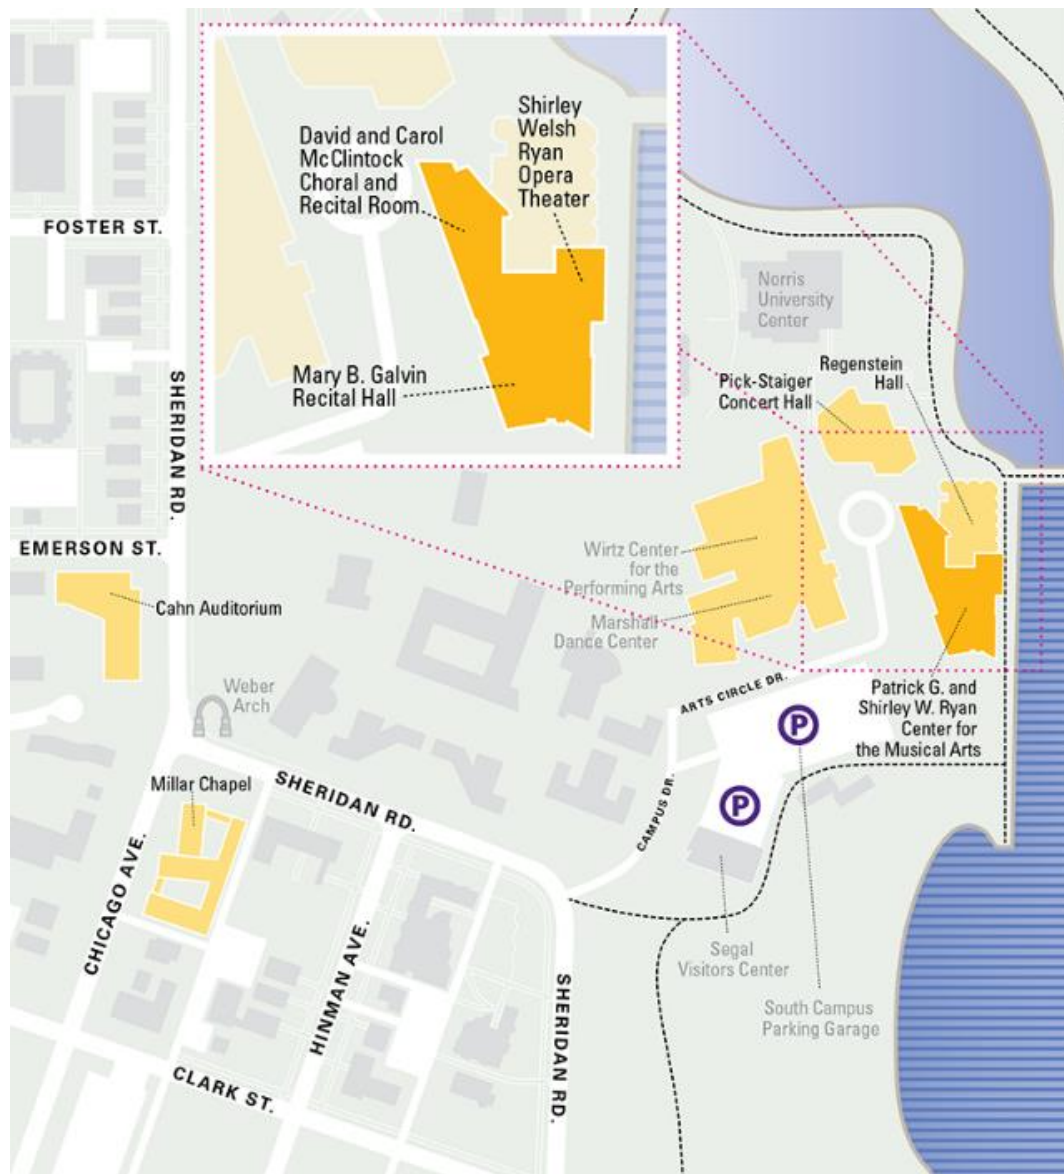 David and Carol
McClintock
Choral and
Recital Room
Shirley
Welsh
Ryan
Opera
Theater
Mary B. Galvin
Recital Hall
FOSTER ST.
SHERIDAN RD.
EMERSON ST.
Norris
University
Center
Regenstein
Hall
Pick-Staiger
Concert Hall
Wirtz Center
for the
Performing Arts
Marshall
Dance Center
Cahn Auditorium
Weber
Arch
ARTS CIRCLE DR.
Patrick G. and
Shirley W. Ryan
Center for
the Musical Arts
P
P
Millar Chapel
SHERIDAN RD.
CAMPUS DR.
CHICAGO AVE.
HINMAN AVE.
SHERIDAN RD.
Segal
Visitors Center
South Campus
Parking Garage
CLARK ST.